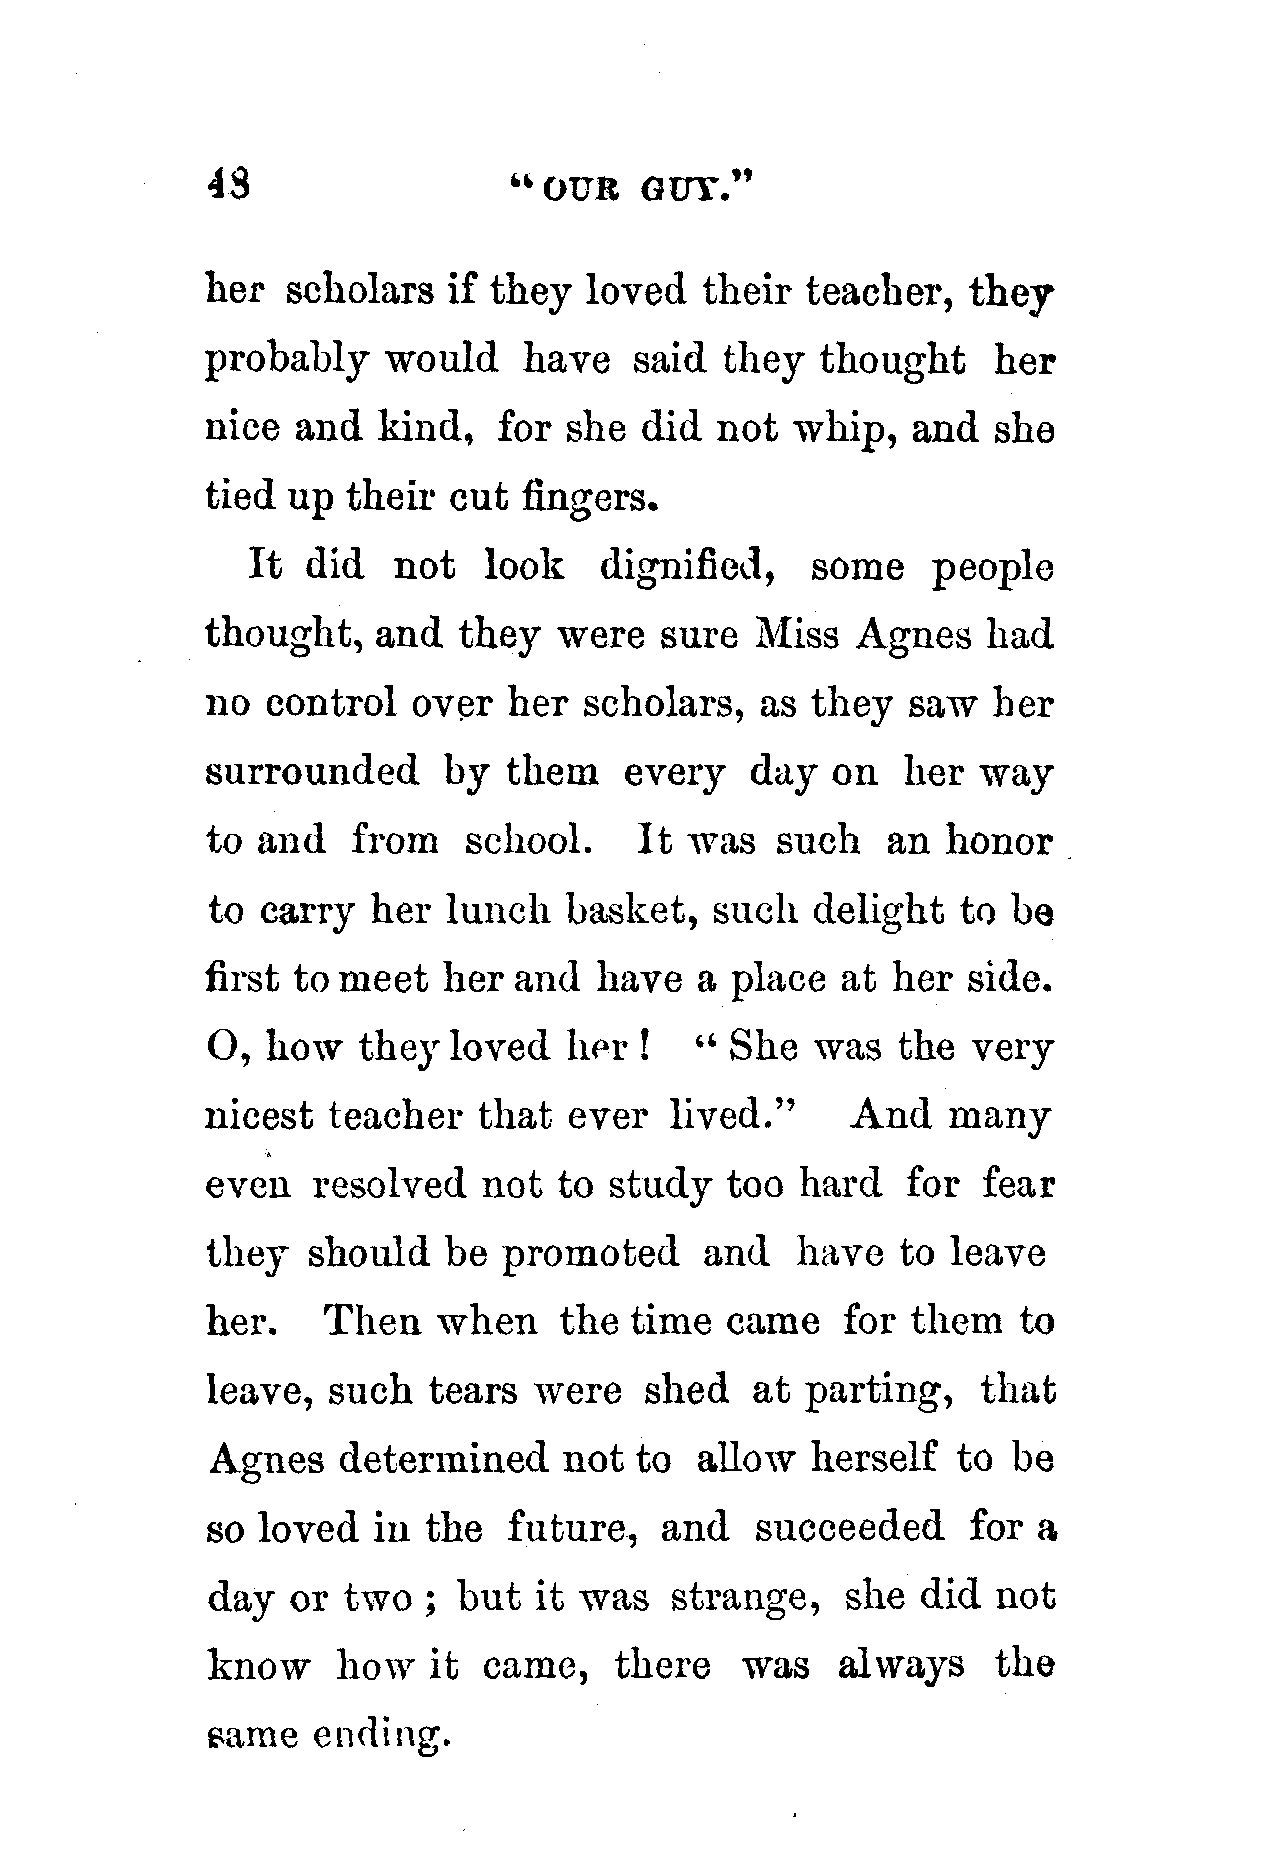 48 "OUR GUY."
her scholars if they loved their teacher, they
probably would have said they thought her
nice and kind, for she did not whip, and she
tied up their cut fingers.
It did not look dignified, some people
thought, and they were sure Miss Agnes had
no control over her scholars, as they saw her
surrounded by them every day on her way
to and from school. It was such an honor
to carry her lunch basket, such delight to be
first to meet her and have a place at her side.
O, how they loved her! "She was the very
nicest teacher that ever lived." And many
even resolved not to study too hard for fear
they should be promoted and have to leave
her. Then when the time came for them to
leave, such tears were shed at parting, that
Agnes determined not to allow herself to be
so loved in the future, and succeeded for a
day or two; but it was strange, she did not
know how it came, there was always the
same ending.